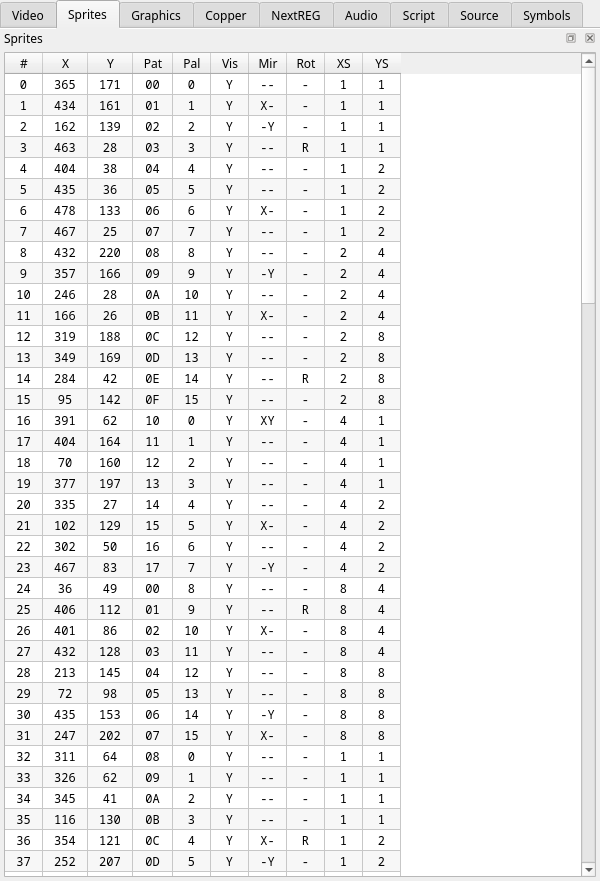 Video Sprites Graphics Copper NextREG Audio Script Source Symbols
Sprites
# X Y Pat Pal Vis Mir Rot XS YS
0 365 171 00 0 Y -- - 1 1
1 434 161 01 1 Y X- - 1 1
2 162 139 02 2 Y -Y - 1 1
3 463 28 03 3 Y -- R 1 1
4 404 38 04 4 Y -- - 1 2
5 435 36 05 5 Y -- - 1 2
6 478 133 06 6 Y X- - 1 2
7 467 25 07 7 Y -- - 1 2
8 432 220 08 8 Y -- - 2 4
9 357 166 09 9 Y -Y - 2 4
10 246 28 0A 10 Y -- - 2 4
11 166 26 0B 11 Y X- - 2 4
12 319 188 0C 12 Y -- - 2 8
13 349 169 0D 13 Y -- - 2 8
14 284 42 0E 14 Y -- R 2 8
15 95 142 0F 15 Y -- - 2 8
16 391 62 10 0 Y XY - 4 1
17 404 164 11 1 Y -- - 4 1
18 70 160 12 2 Y -- - 4 1
19 377 197 13 3 Y -- - 4 1
20 335 27 14 4 Y -- - 4 2
21 102 129 15 5 Y X- - 4 2
22 302 50 16 6 Y -- - 4 2
23 467 83 17 7 Y -Y - 4 2
24 36 49 00 8 Y -- - 8 4
25 406 112 01 9 Y -- R 8 4
26 401 86 02 10 Y X- - 8 4
27 432 128 03 11 Y -- - 8 4
28 213 145 04 12 Y -- - 8 8
29 72 98 05 13 Y -- - 8 8
30 435 153 06 14 Y -Y - 8 8
31 247 202 07 15 Y X- - 8 8
32 311 64 08 0 Y -- - 1 1
33 326 62 09 1 Y -- - 1 1
34 345 41 0A 2 Y -- - 1 1
35 116 130 0B 3 Y -- - 1 1
36 354 121 0C 4 Y X- R 1 2
37 252 207 0D 5 Y -Y - 1 2